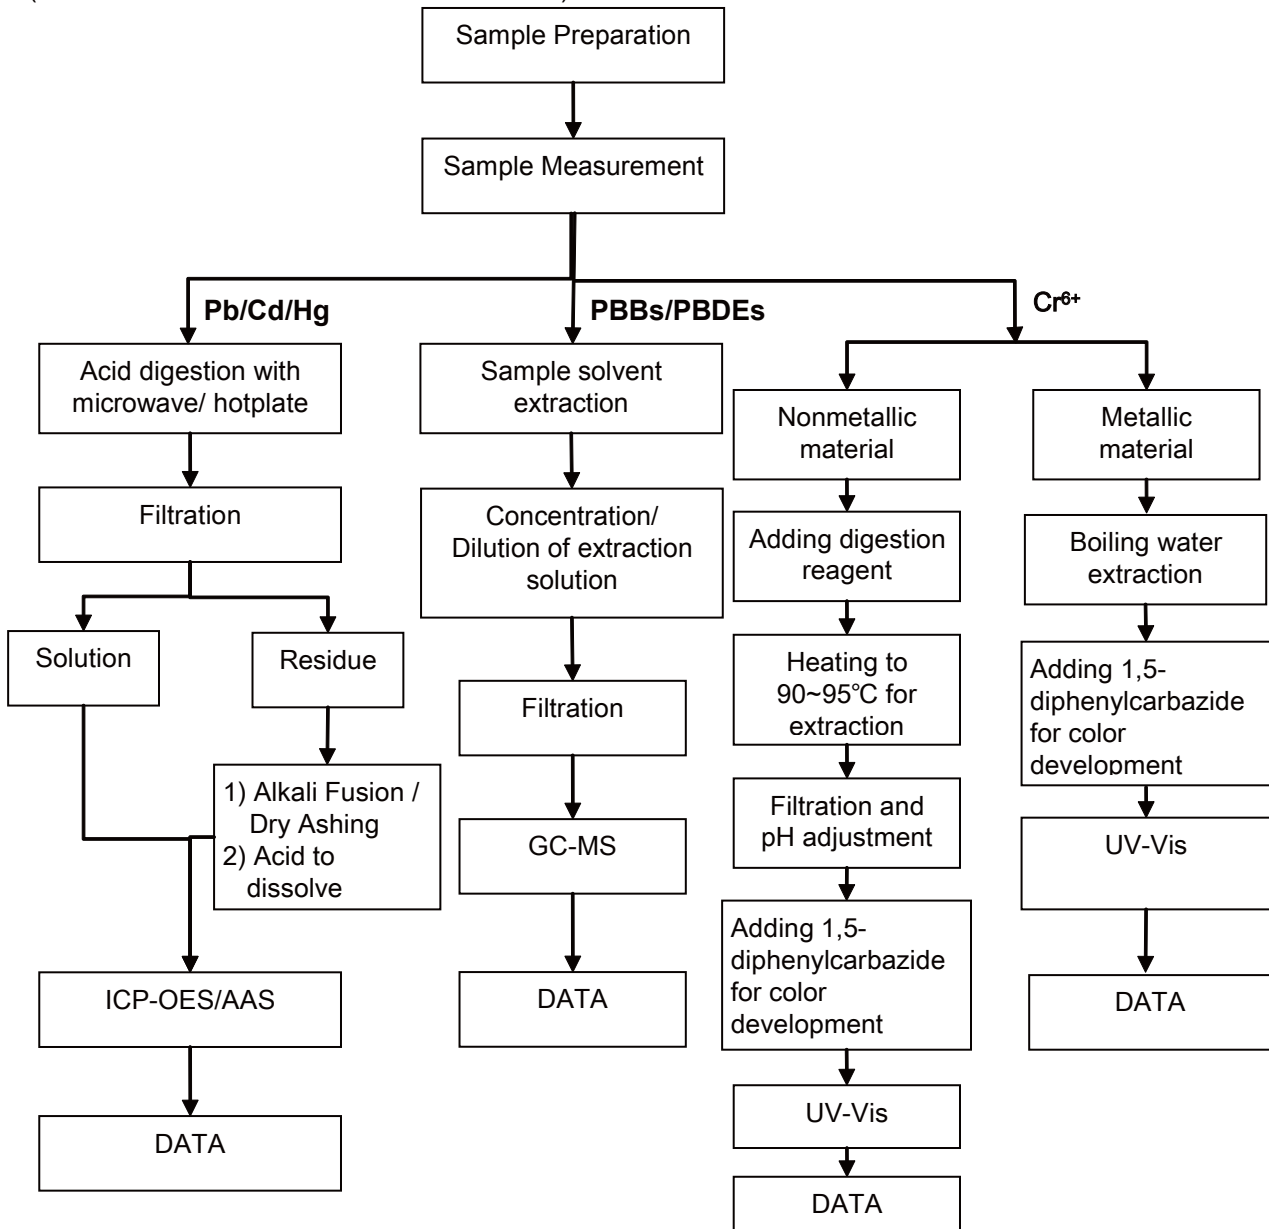 Sample Preparation
Sample Measurement
Pb/Cd/Hg
PBBs/PBDEs
Cr⁶⁺
Acid digestion with
microwave/ hotplate
Filtration
Solution
Residue
1) Alkali Fusion /
Dry Ashing
2) Acid to
dissolve
ICP-OES/AAS
DATA
Sample solvent
extraction
Concentration/
Dilution of extraction
solution
Filtration
GC-MS
DATA
Nonmetallic
material
Adding digestion
reagent
Heating to
90~95℃ for
extraction
Filtration and
pH adjustment
Adding 1,5-
diphenylcarbazide
for color
development
UV-Vis
DATA
Metallic
material
Boiling water
extraction
Adding 1,5-
diphenylcarbazide
for color
development
UV-Vis
DATA